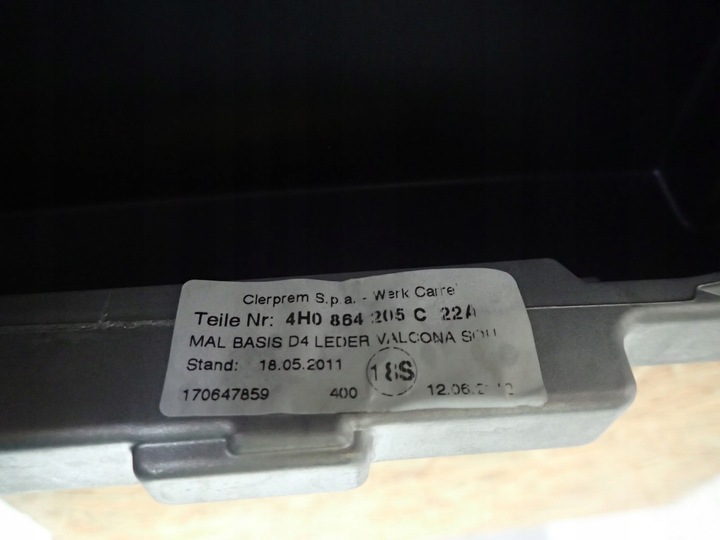 Clerprem S.p.a. - Werk Carre
Teile Nr: 4H0 864 205 C 22A
MAL BASIS D4 LEDER VALCONA
Stand: 18.05.2011 18S
170647859 400